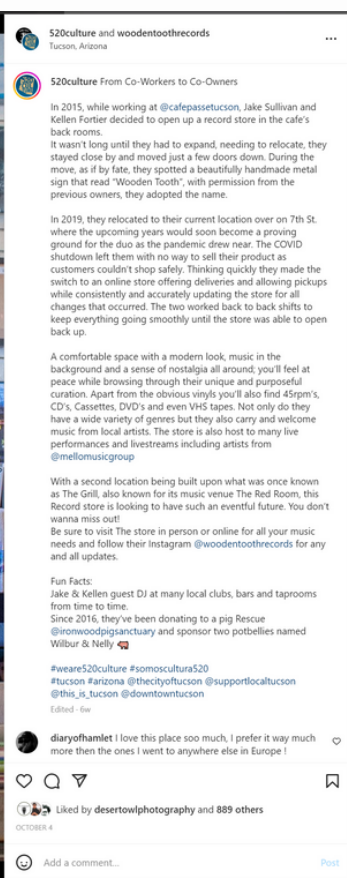 520culture and woodentoothrecords
Tucson, Arizona
520culture From Co-Workers to Co-Owners
In 2015, while working at @cafepassetucson, Jake Sullivan and
Kellen Fortier decided to open up a record store in the cafe's
back rooms.
It wasn't long until they had to expand, needing to relocate, they
stayed close by and moved just a few doors down. During the
move, as if by fate, they spotted a beautifully handmade metal
sign that read "Wooden Tooth", with permission from the
previous owners, they adopted the name.
In 2019, they relocated to their current location over on 7th St.
where the upcoming years would soon become a proving
ground for the duo as the pandemic drew near. The COVID
shutdown left them with no way to sell their product as
customers couldn't shop safely. Thinking quickly they made the
switch to an online store offering deliveries and allowing pickups
while consistently and accurately updating the store for all
changes that occurred. The two worked back to back shifts to
keep everything going smoothly until the store was able to open
back up.
A comfortable space with a modern look, music in the
background and a sense of nostalgia all around; you'll feel at
peace while browsing through their unique and purposeful
curation. Apart from the obvious vinyls you'll also find 45rpm's,
CD's, Cassettes, DVD's and even VHS tapes. Not only do they
have a wide variety of genres but they also carry and welcome
music from local artists. The store is also host to many live
performances and livestreams including artists from
@mellomusicgroup
With a second location being built upon what was once known
as The Grill, also known for its music venue The Red Room, this
Record store is looking to have such an eventful future. You don't
wanna miss out!
Be sure to visit The store in person or online for all your music
needs and follow their Instagram @woodentoothrecords for any
and all updates.
Fun Facts:
Jake & Kellen guest DJ at many local clubs, bars and taprooms
from time to time.
Since 2016, they've been donating to a pig Rescue
@ironwoodpigsanctuary and sponsor two potbellies named
Wilbur & Nelly 🐖
#weare520culture #somoscultura520
#tucson #arizona @thecityoftucson @supportlocaltucson
@this_is_tucson @downtowntucson
Edited · 6w
diaryofhamlet I love this place soo much, I prefer it way much
more then the ones I went to anywhere else in Europe !
Liked by desertowlphotography and 889 others
OCTOBER 4
Add a comment...
Post